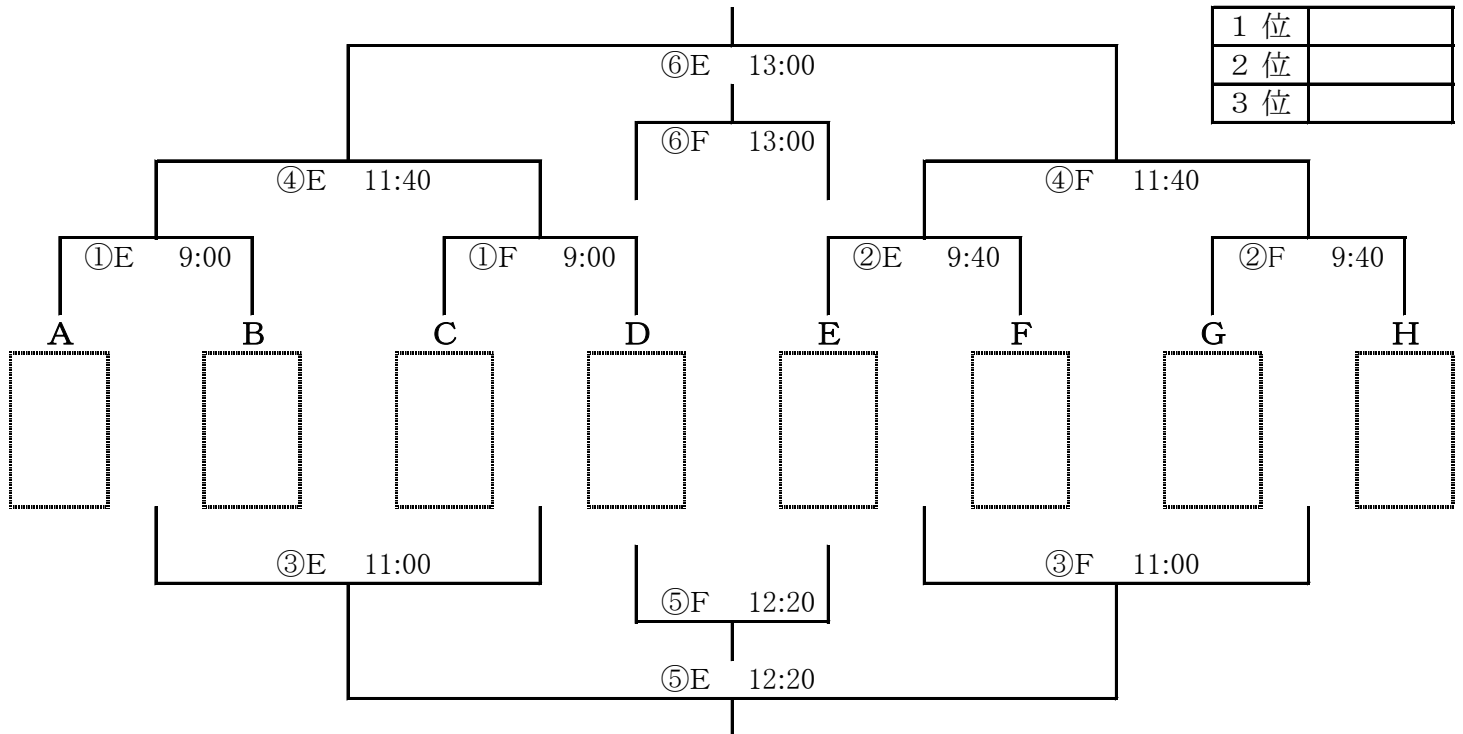 1 位
⑥E 13:00
2 位
3 位
⑥F 13:00
④E 11:40
④F 11:40
①E 9:00
①F 9:00
②E 9:40
②F 9:40
A B C D E F G H
③E 11:00
③F 11:00
⑤F 12:20
⑤E 12:20